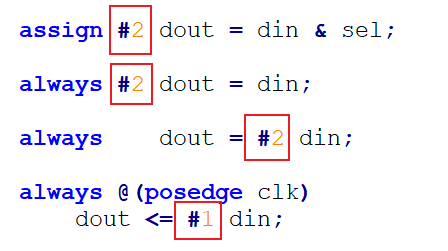 assign #2 dout = din & sel;
always #2 dout = din;
always dout = #2 din;
always @(posedge clk)
dout <= #1 din;